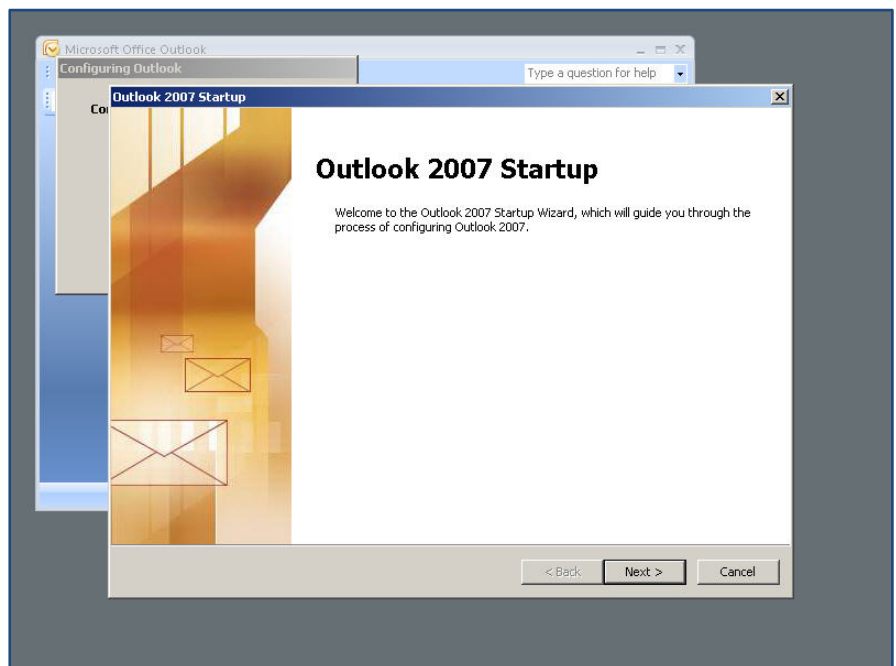 Microsoft Office Outlook
Configuring Outlook
Type a question for help
Outlook 2007 Startup
Outlook 2007 Startup
Welcome to the Outlook 2007 Startup Wizard, which will guide you through the
process of configuring Outlook 2007.
< Back
Next >
Cancel